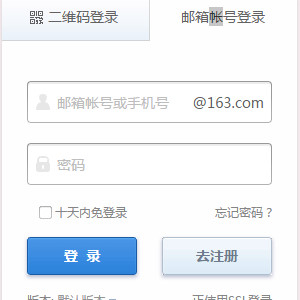 二维码登录 邮箱帐号登录
邮箱帐号或手机号 @163.com
密码
十天内免登录 忘记密码？
登 录 去注册
版本: 默认版本 正使用SSL登录